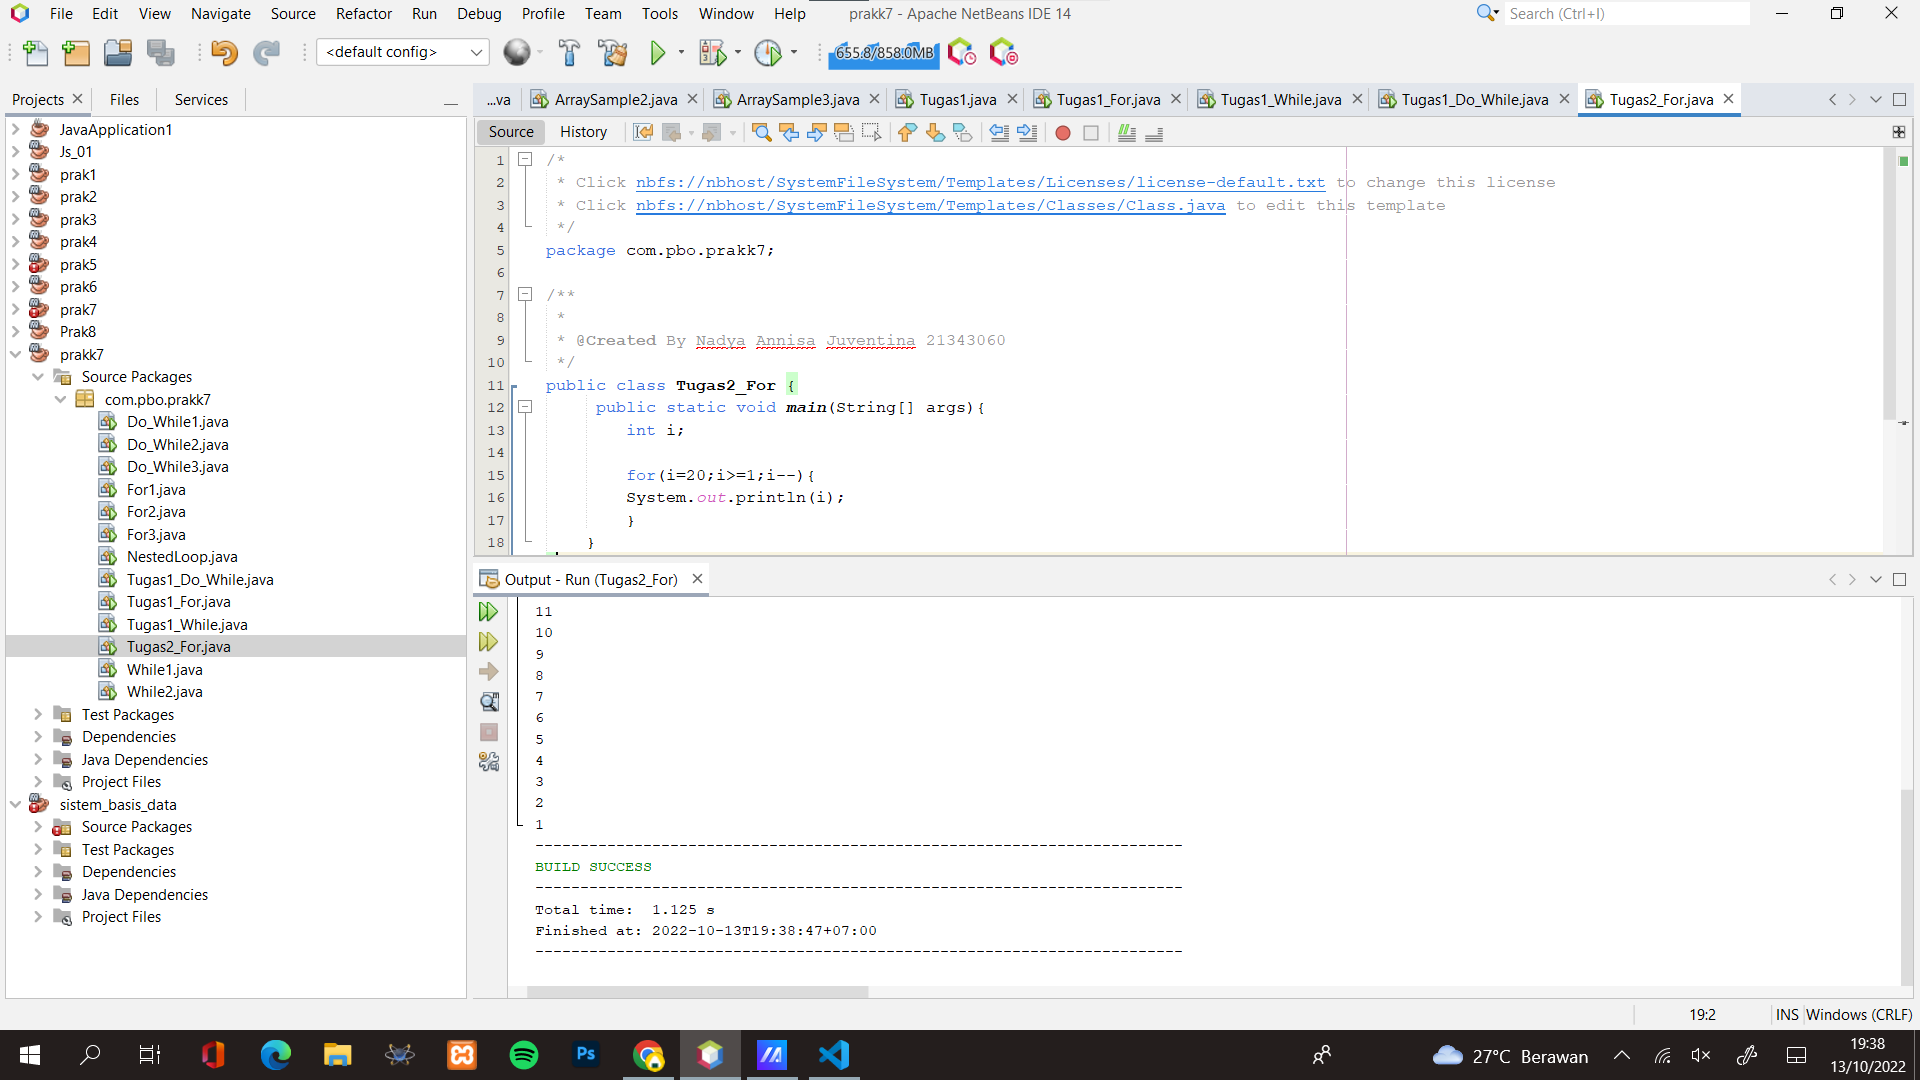 File Edit View Navigate Source Refactor Run Debug Profile Team Tools Window Help prakk7 - Apache NetBeans IDE 14 Search (Ctrl+I)
<default config> 655.8/858.0MB
Projects Files Services
...va ArraySample2.java ArraySample3.java Tugas1.java Tugas1_For.java Tugas1_While.java Tugas1_Do_While.java Tugas2_For.java
Source History
JavaApplication1
Js_01
prak1
prak2
prak3
prak4
prak5
prak6
prak7
Prak8
prakk7
Source Packages
com.pbo.prakk7
Do_While1.java
Do_While2.java
Do_While3.java
For1.java
For2.java
For3.java
NestedLoop.java
Tugas1_Do_While.java
Tugas1_For.java
Tugas1_While.java
Tugas2_For.java
While1.java
While2.java
Test Packages
Dependencies
Java Dependencies
Project Files
sistem_basis_data
Source Packages
Test Packages
Dependencies
Java Dependencies
Project Files
1 /*
2 * Click nbfs://nbhost/SystemFileSystem/Templates/Licenses/license-default.txt to change this license
3 * Click nbfs://nbhost/SystemFileSystem/Templates/Classes/Class.java to edit this template
4 */
5 package com.pbo.prakk7;
6
7 /**
8 *
9 * @Created By Nadya Annisa Juventina 21343060
10 */
11 public class Tugas2_For {
12 public static void main(String[] args){
13 int i;
14
15 for(i=20;i>=1;i--){
16 System.out.println(i);
17 }
18 }
Output - Run (Tugas2_For)
11
10
9
8
7
6
5
4
3
2
1
------------------------------------------------------------------------
BUILD SUCCESS
------------------------------------------------------------------------
Total time: 1.125 s
Finished at: 2022-10-13T19:38:47+07:00
------------------------------------------------------------------------
19:2 INS Windows (CRLF)
Ps
27°C Berawan
19:38
13/10/2022